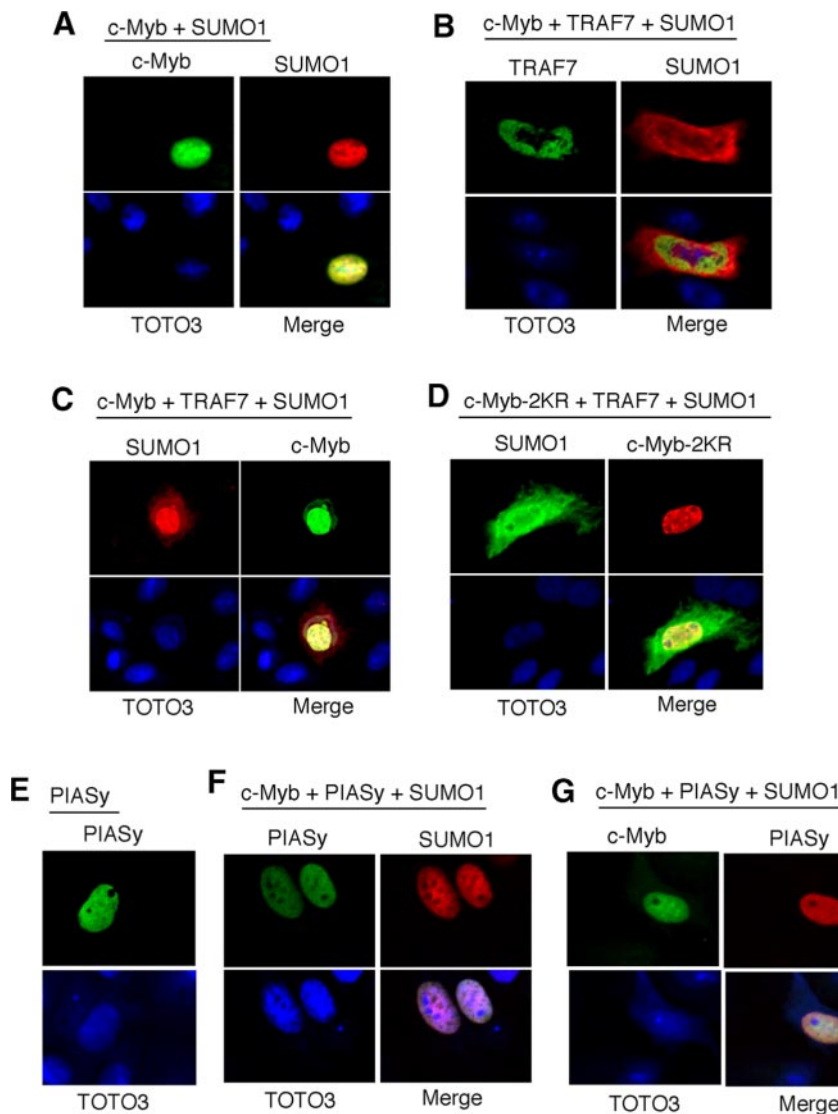 A
c-Myb + SUMO1
c-Myb SUMO1
TOTO3 Merge
B
c-Myb + TRAF7 + SUMO1
TRAF7 SUMO1
TOTO3 Merge
C
c-Myb + TRAF7 + SUMO1
SUMO1 c-Myb
TOTO3 Merge
D
c-Myb-2KR + TRAF7 + SUMO1
SUMO1 c-Myb-2KR
TOTO3 Merge
E
PIASy
PIASy
TOTO3
F
c-Myb + PIASy + SUMO1
PIASy SUMO1
TOTO3 Merge
G
c-Myb + PIASy + SUMO1
c-Myb PIASy
TOTO3 Merge